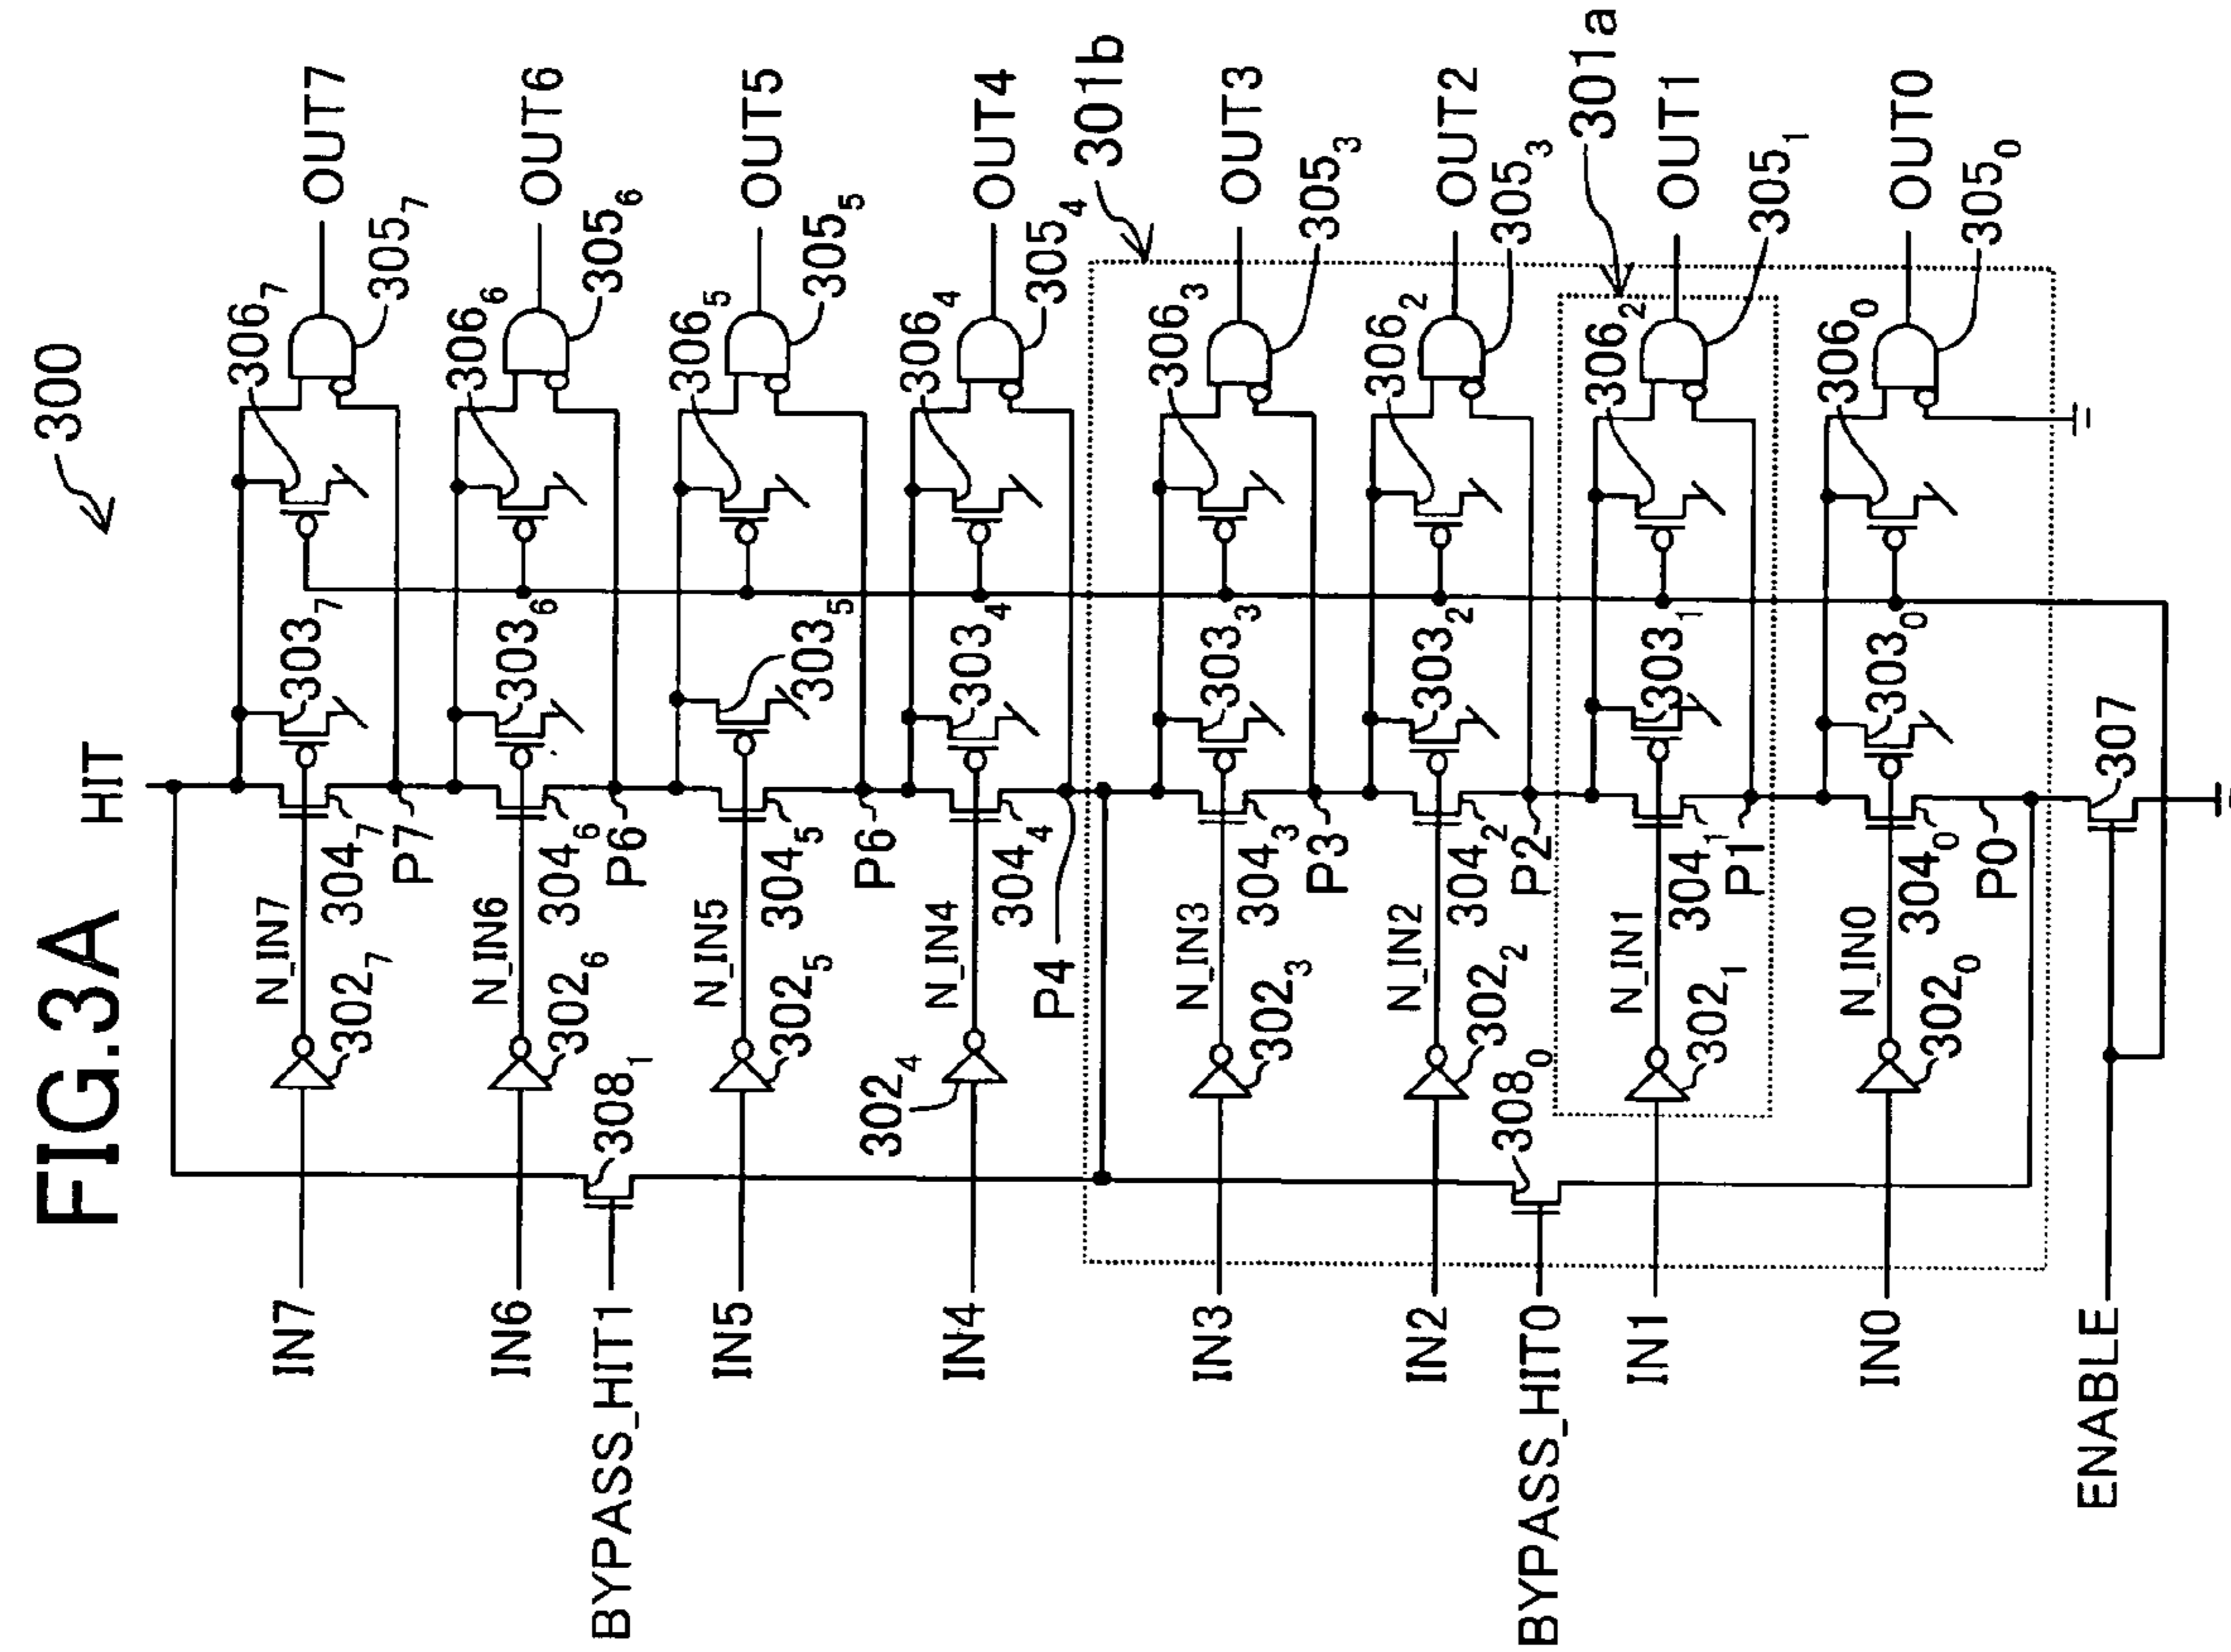 FIG.3A
300
HIT
IN7
N_IN7
302₇
303₇
304₇
P7
306₇
305₇
OUT7
IN6
N_IN6
302₆
303₆
304₆
P6
306₆
305₆
OUT6
BYPASS_HIT1
308₁
IN5
N_IN5
302₅
303₅
304₅
P6
306₅
305₅
OUT5
IN4
N_IN4
302₄
303₄
304₄
P4
306₄
305₄
OUT4
301b
IN3
N_IN3
302₃
303₃
304₃
P3
306₃
305₃
OUT3
IN2
N_IN2
302₂
303₂
304₂
P2
306₂
305₃
OUT2
BYPASS_HIT0
308₀
301a
IN1
N_IN1
302₁
303₁
304₁
P1
306₂
305₁
OUT1
IN0
N_IN0
302₀
303₀
304₀
P0
306₀
305₀
OUT0
ENABLE
307